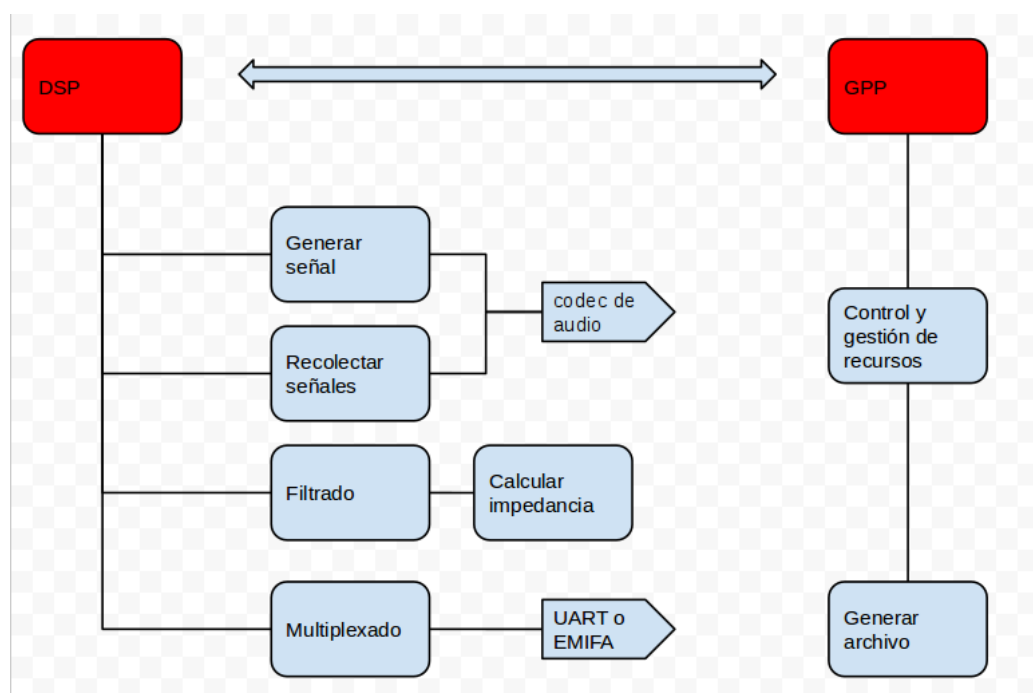 DSP
GPP
Generar
señal
codec de
audio
Recolectar
señales
Control y
gestión de
recursos
Filtrado
Calcular
impedancia
Multiplexado
UART o
EMIFA
Generar
archivo